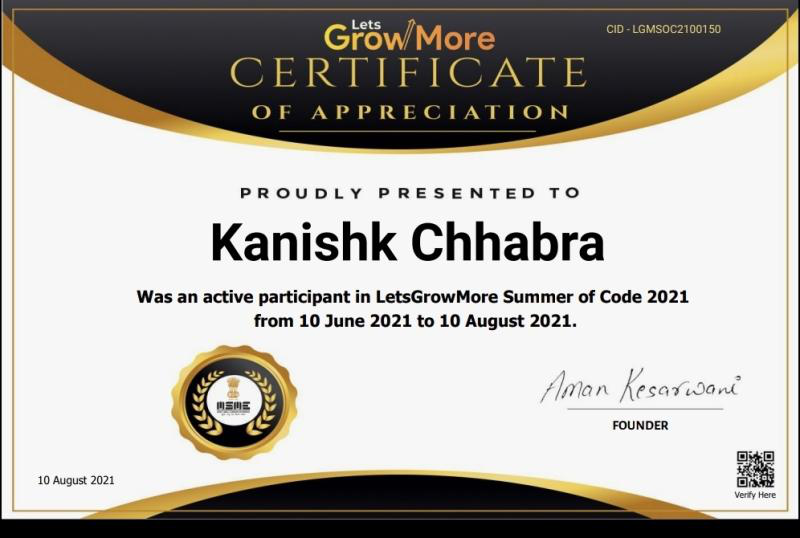 Lets
GrowMore
CID - LGMSOC2100150
CERTIFICATE
OF APPRECIATION
PROUDLY PRESENTED TO
Kanishk Chhabra
Was an active participant in LetsGrowMore Summer of Code 2021
from 10 June 2021 to 10 August 2021.
MSME
Aman Kesarwani
FOUNDER
10 August 2021
Verify Here